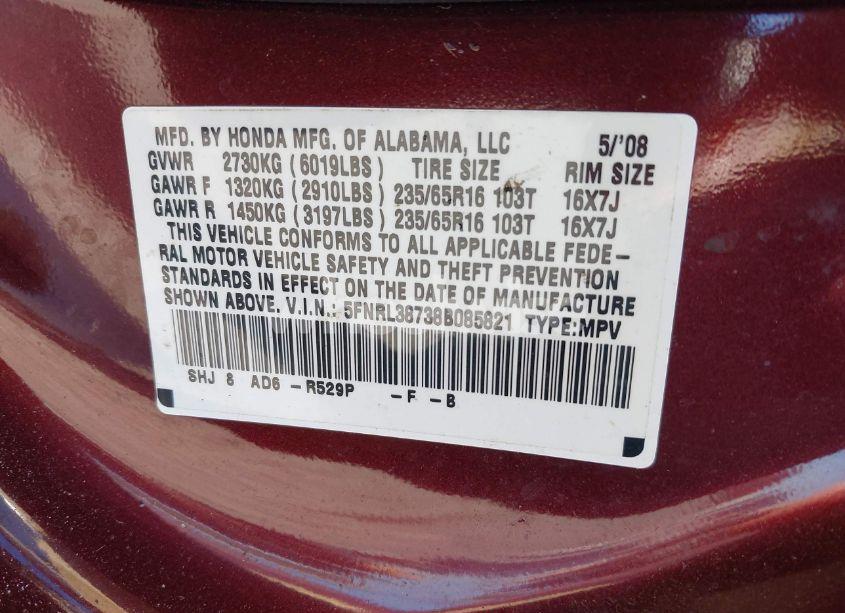 MFD. BY HONDA MFG. OF ALABAMA, LLC 5/'08
GVWR 2730KG (6019LBS) TIRE SIZE RIM SIZE
GAWR F 1320KG (2910LBS) 235/65R16 103T 16X7J
GAWR R 1450KG (3197LBS) 235/65R16 103T 16X7J
THIS VEHICLE CONFORMS TO ALL APPLICABLE FEDE–
RAL MOTOR VEHICLE SAFETY AND THEFT PREVENTION
STANDARDS IN EFFECT ON THE DATE OF MANUFACTURE
SHOWN ABOVE. V.I.N.: 5FNRL38738B085821 TYPE:MPV
SHJ 8 AD6 –R529P –F –B